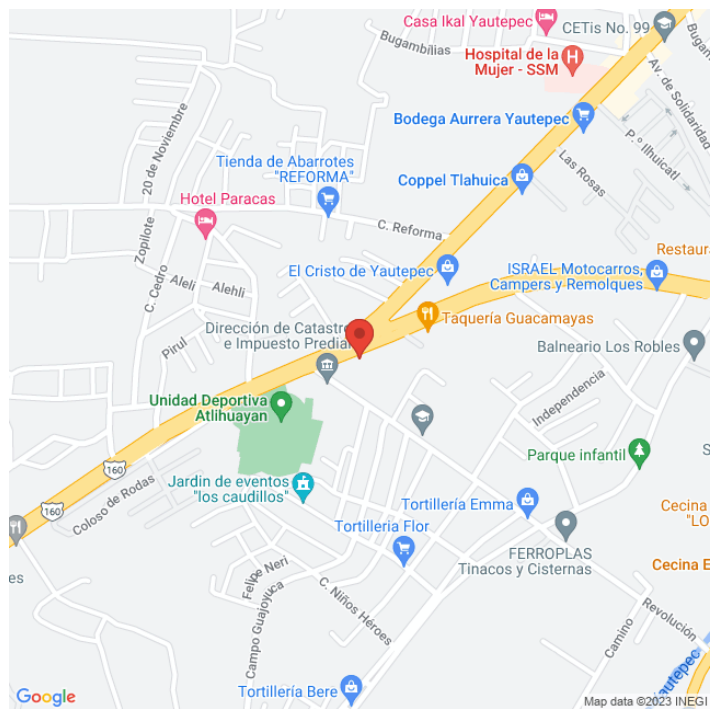 Casa Ikal Yautepec
CETis No. 99
Bugambilias
Bugam
Hospital de la
Mujer - SSM
Av. de Solidaridad
Bodega Aurrera Yautepec
P.º Ilhuicatl
20 de Noviembre
Tienda de Abarrotes
"REFORMA"
Coppel Tlahuica
Las Rosas
Hotel Paracas
Zopilote
C. Reforma
Restaura
El Cristo de Yautepec
ISRAEL Motocarros,
Campers y Remolques
C. Cedro
Aleli
Alehli
Taquería Guacamayas
Dirección de Catastro
e Impuesto Predial
Pirul
Balneario Los Robles
Unidad Deportiva
Atlihuayan
Independencia
Parque infantil
S
160
Jardin de eventos
"los caudillos"
160
Coloso de Rodas
Tortillería Emma
Cecina
"LO
Tortilleria Flor
FERROPLAS
Tinacos y Cisternas
Cecina E
es
Felipe Neri
Campo Guajoyuca
C. Niños Héroes
Revolución
Camino
Yautepec
Tortillería Bere
Google
Map data ©2023 INEGI